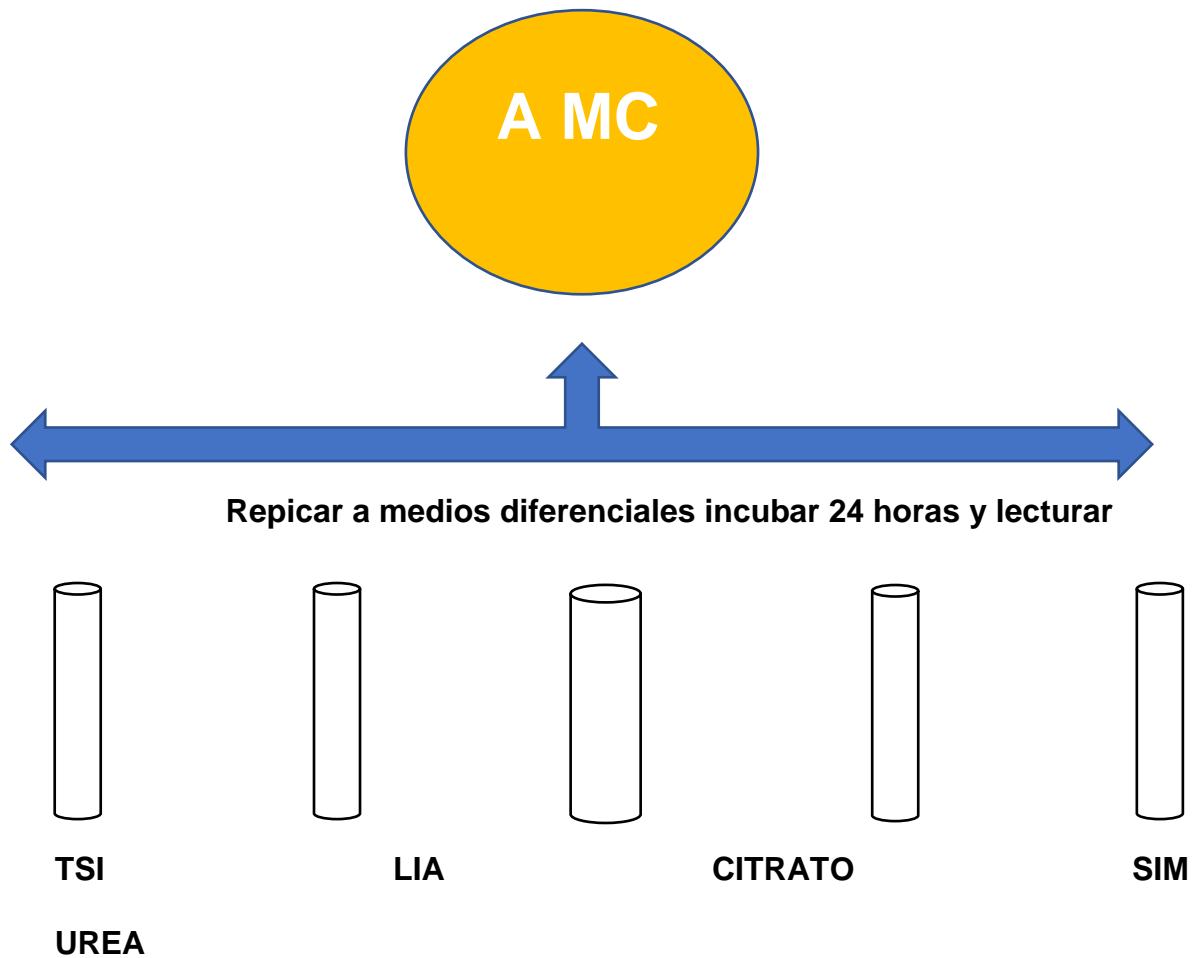 A MC
Repicar a medios diferenciales incubar 24 horas y lecturar
TSI LIA CITRATO SIM
UREA